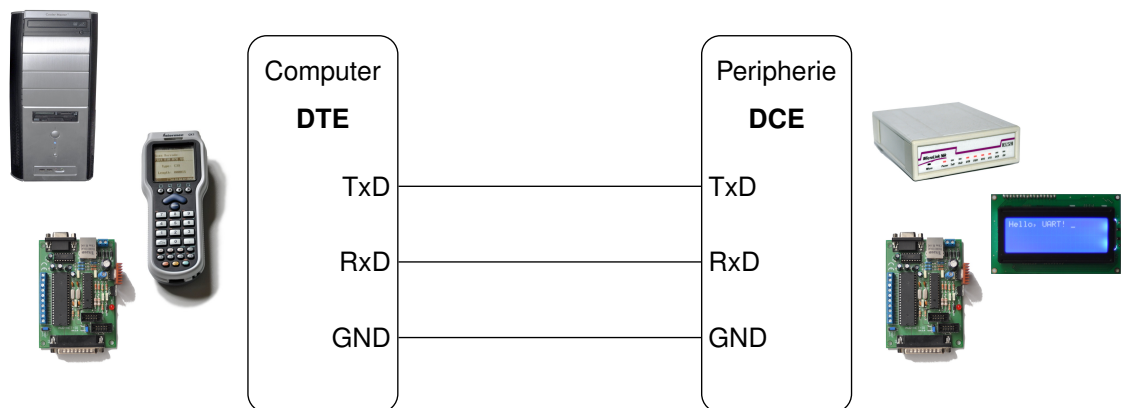 Computer
DTE
TxD
RxD
GND
Peripherie
DCE
TxD
RxD
GND
Hello, UART! _